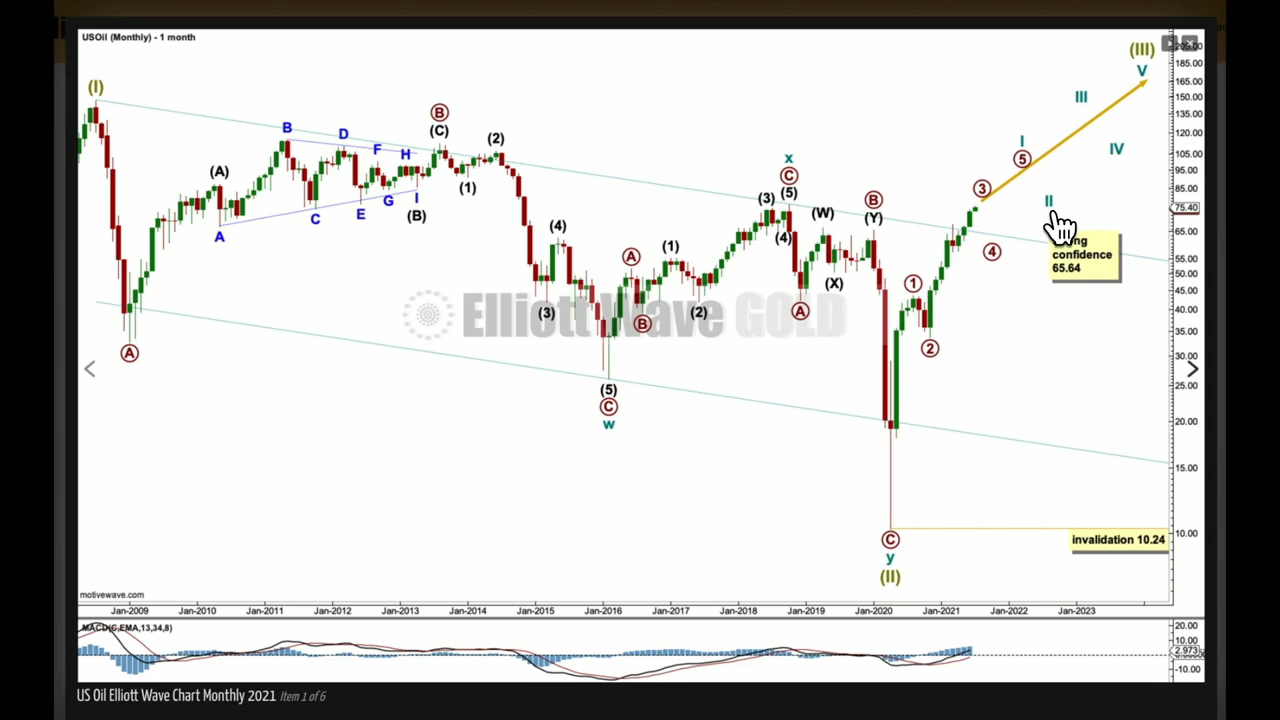 USOil (Monthly) - 1 month
(III)
V
200.00
185.00
165.00
150.00
120.00
105.00
85.00
75.40
65.00
55.00
50.00
45.00
40.00
35.00
30.00
25.00
20.00
15.00
10.00
(I)
B
D
F
H
B
(C)
(2)
(A)
A
C
E
G
I
(B)
(1)
A
(4)
(3)
A
B
(1)
(2)
(5)
C
w
x
C
(5)
(3)
(4)
A
(W)
(X)
B
(Y)
1
2
C
y
(II)
3
4
5
I
II
III
IV
confidence
65.64
invalidation 10.24
Elliott Wave GOLD
motivewave.com
Jan-2009 Jan-2010 Jan-2011 Jan-2012 Jan-2013 Jan-2014 Jan-2015 Jan-2016 Jan-2017 Jan-2018 Jan-2019 Jan-2020 Jan-2021 Jan-2022 Jan-2023
MACD(C,EMA,13,34,8)
20.00
10.00
2.973
-10.00
US Oil Elliott Wave Chart Monthly 2021 Item 1 of 6